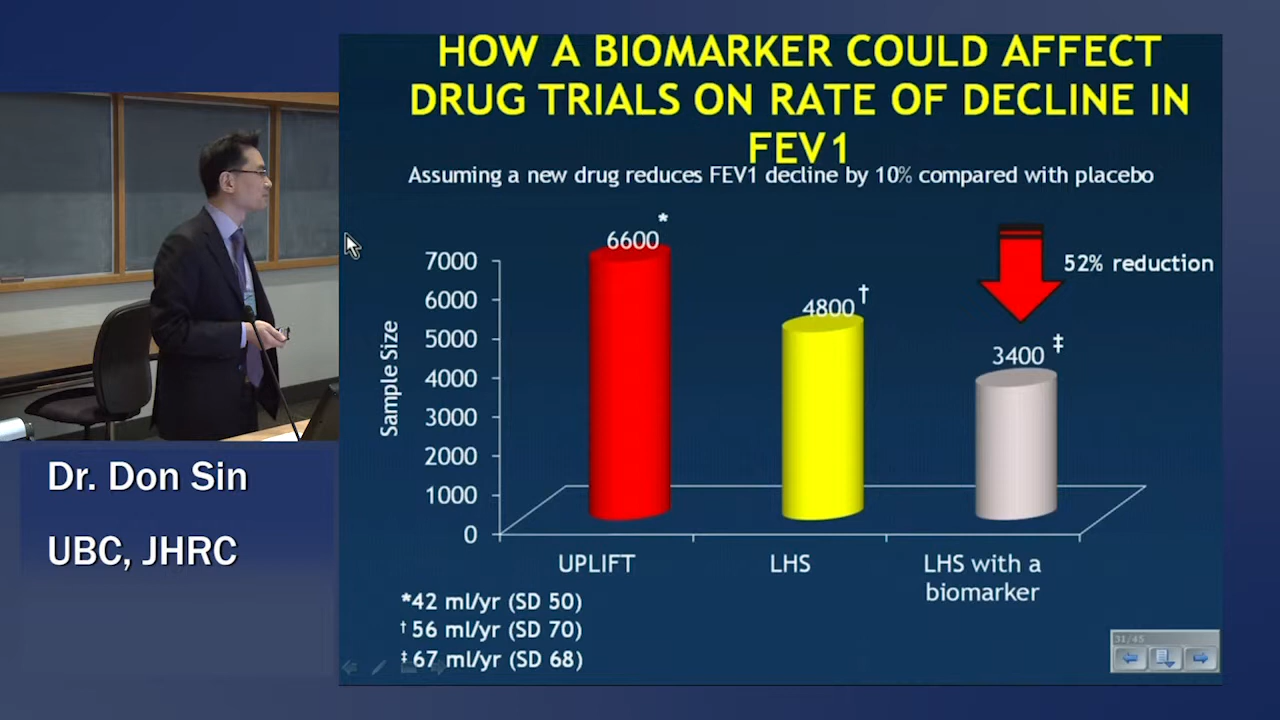 HOW A BIOMARKER COULD AFFECT
DRUG TRIALS ON RATE OF DECLINE IN
FEV1
Assuming a new drug reduces FEV1 decline by 10% compared with placebo
*
6600
4800†
3400‡
52% reduction
Sample Size
7000
6000
5000
4000
3000
2000
1000
0
UPLIFT
LHS
LHS with a
biomarker
*42 ml/yr (SD 50)
†56 ml/yr (SD 70)
‡67 ml/yr (SD 68)
31/45
Dr. Don Sin
UBC, JHRC